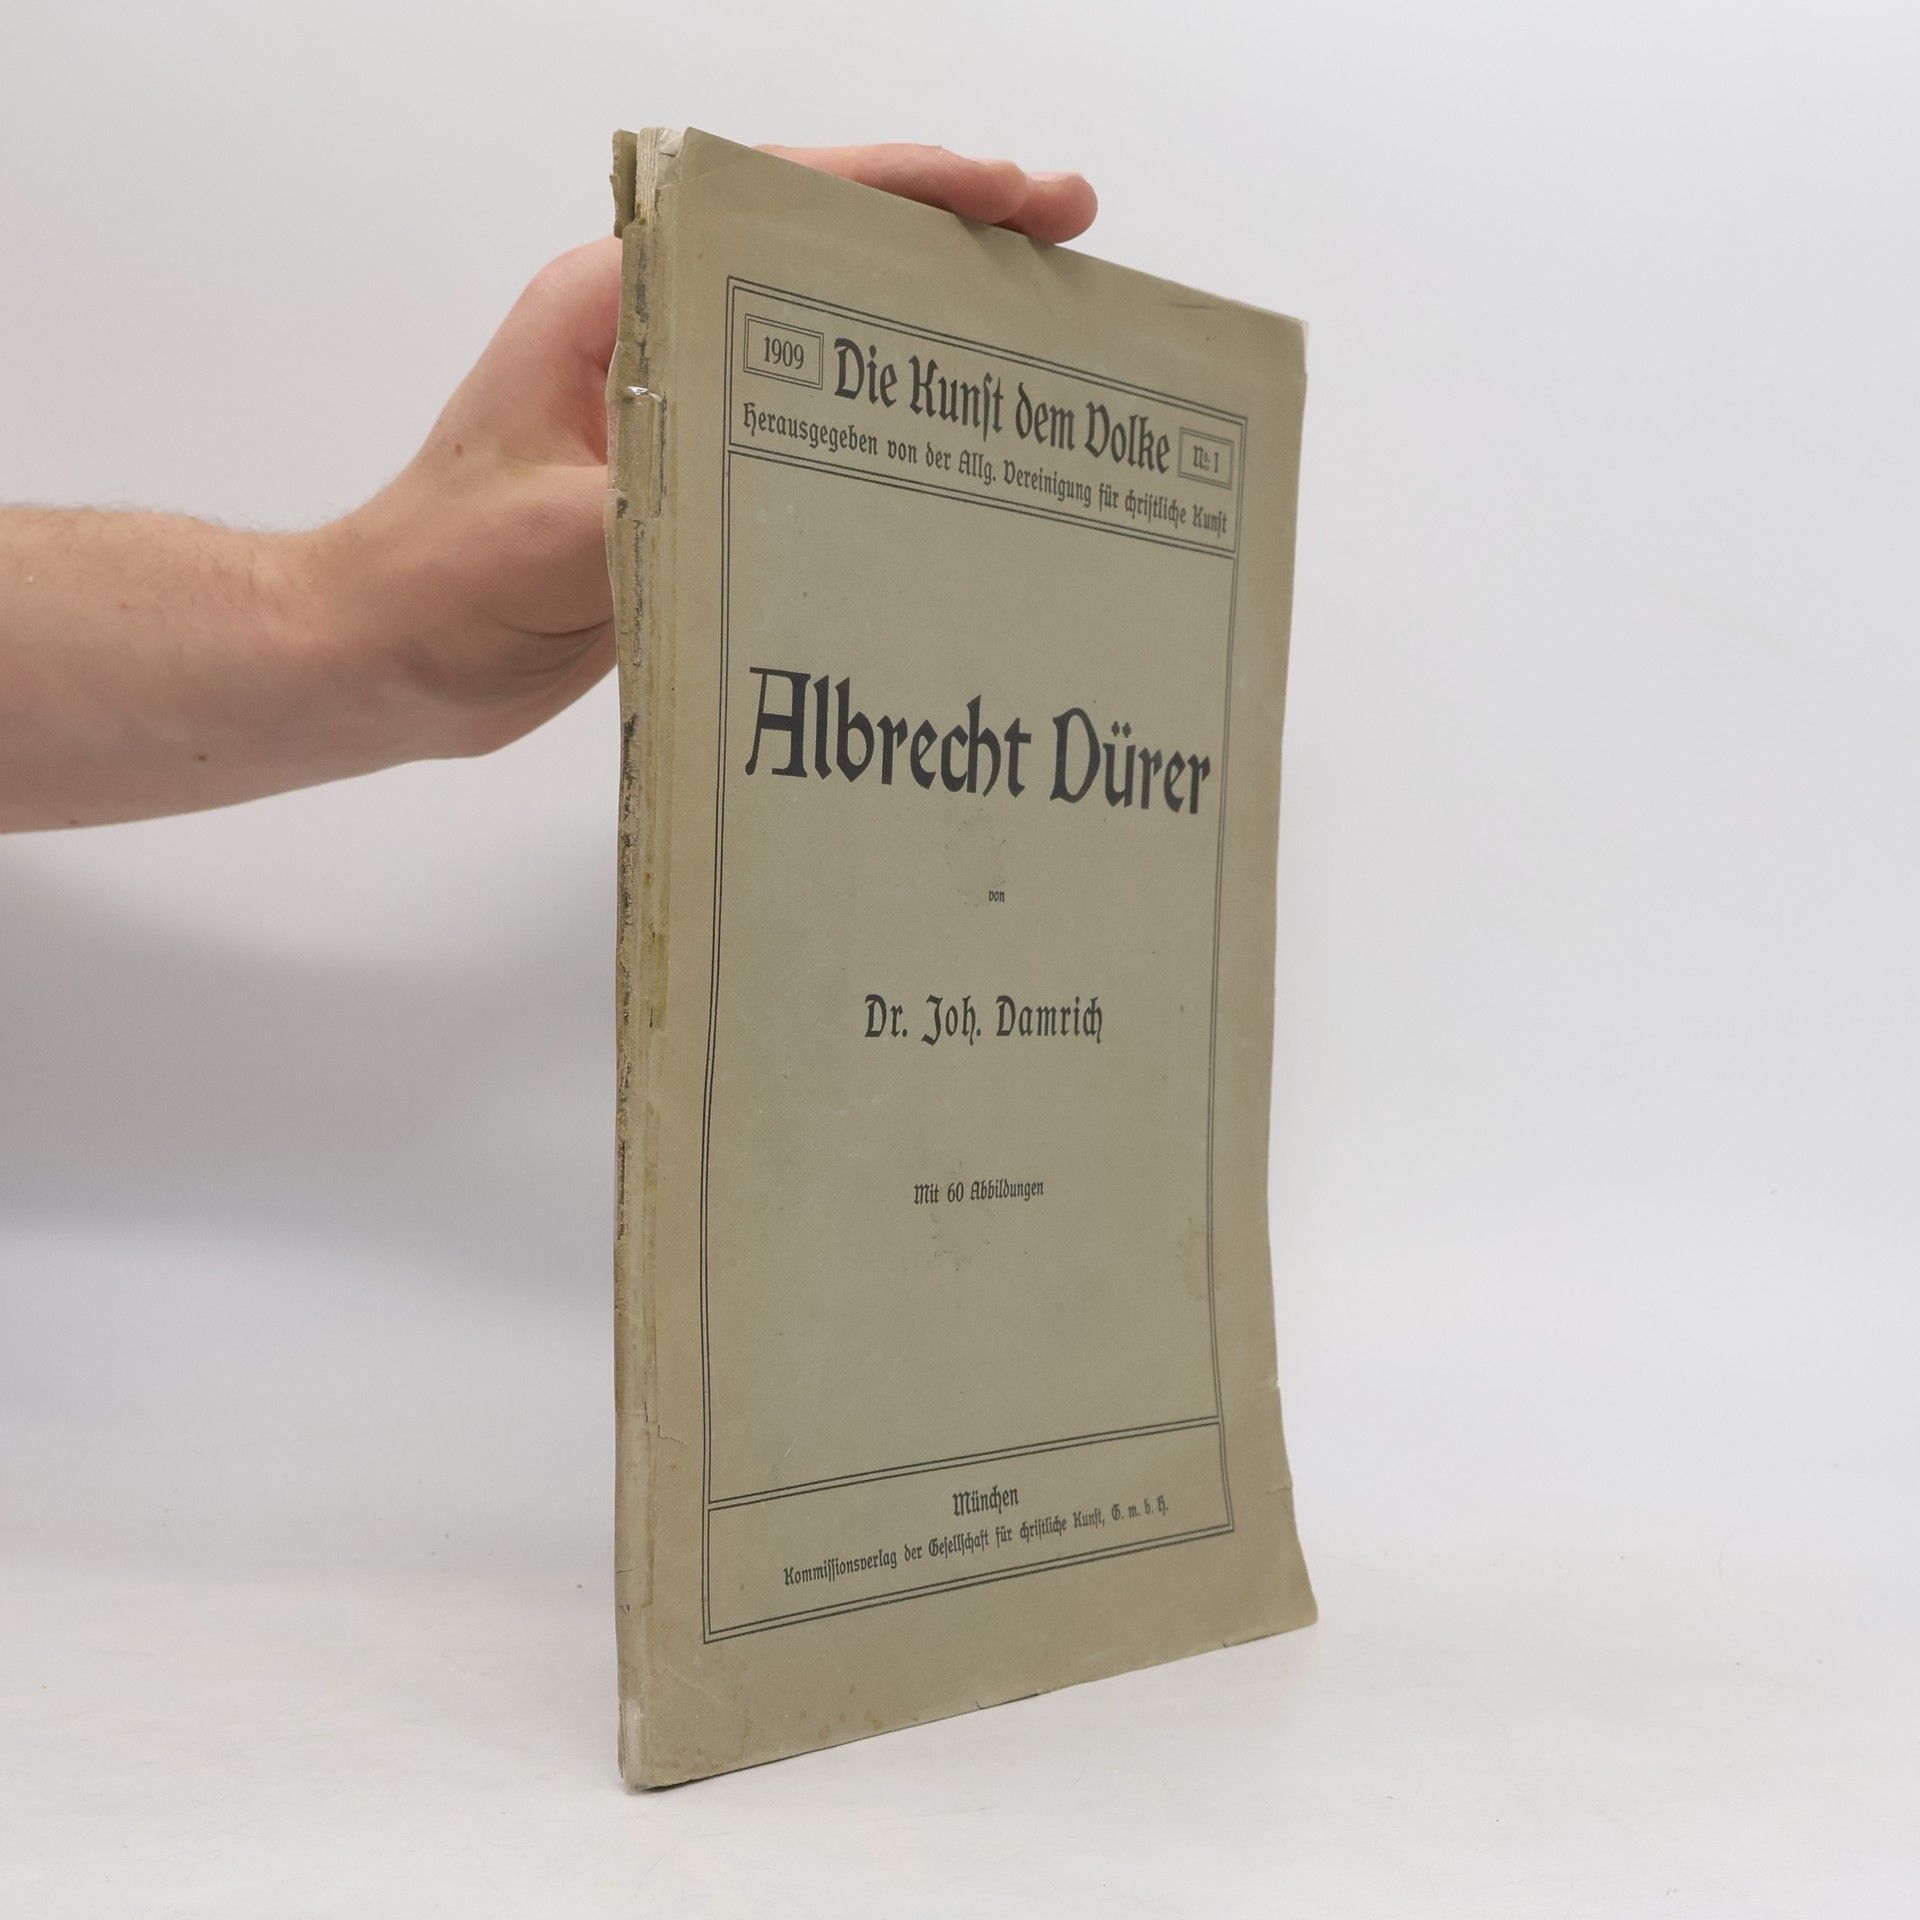 1909 Die Kunſt dem Volke No. 1
Herausgegeben von der Allg. Vereinigung für chriſtliche Kunſt
Albrecht Dürer
von
Dr. Joh. Damrich
Mit 60 Abbildungen
München
Kommiſſionsverlag der Geſellſchaft für chriſtliche Kunſt, G. m. b. H.